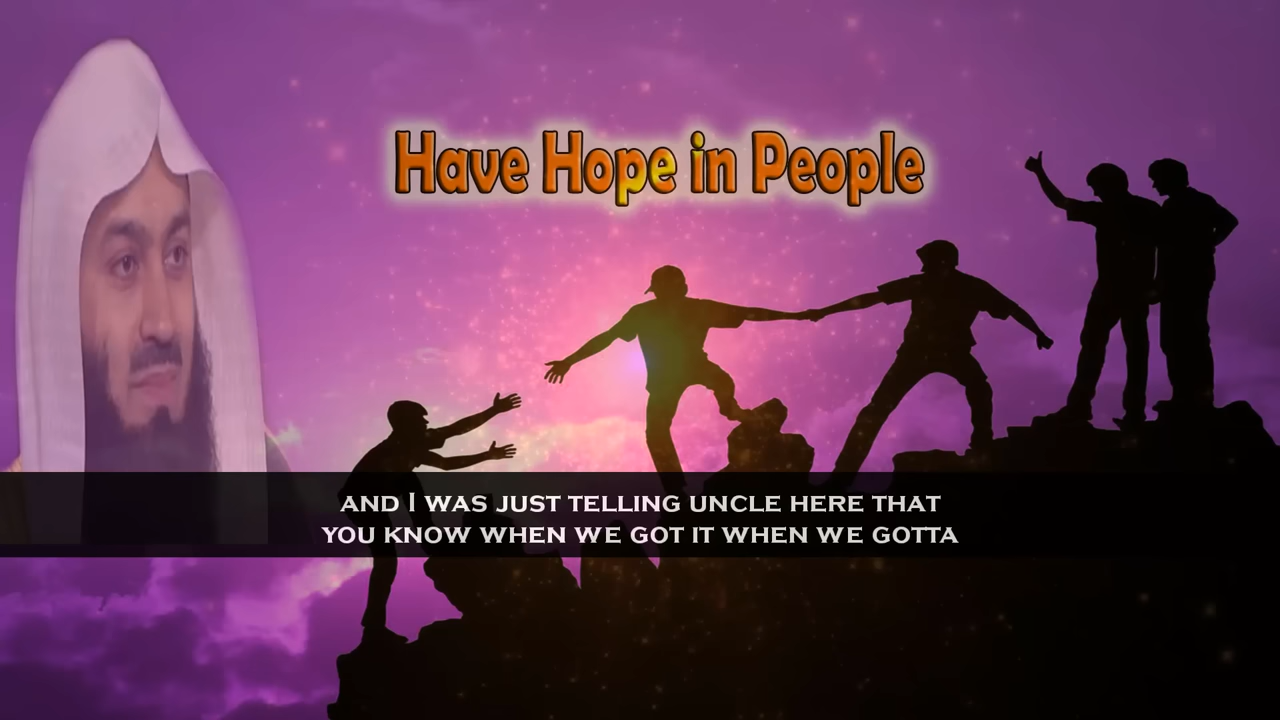 Have Hope in People
AND I WAS JUST TELLING UNCLE HERE THAT
YOU KNOW WHEN WE GOT IT WHEN WE GOTTA